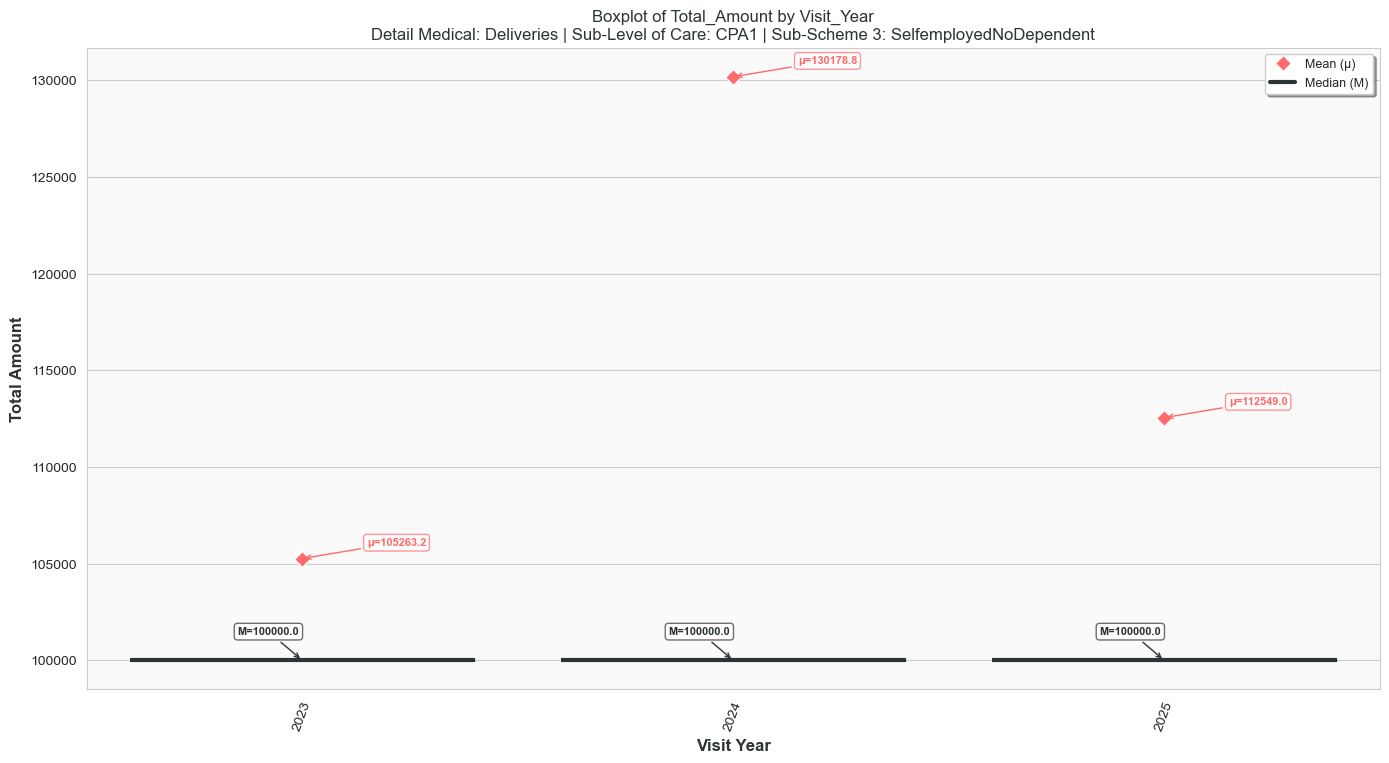 Boxplot of Total_Amount by Visit_Year
Detail Medical: Deliveries | Sub-Level of Care: CPA1 | Sub-Scheme 3: SelfemployedNoDependent
Mean (μ)
Median (M)
Total Amount
130000
125000
120000
115000
110000
105000
100000
μ=130178.8
μ=112549.0
μ=105263.2
M=100000.0
M=100000.0
M=100000.0
2023
2024
2025
Visit Year